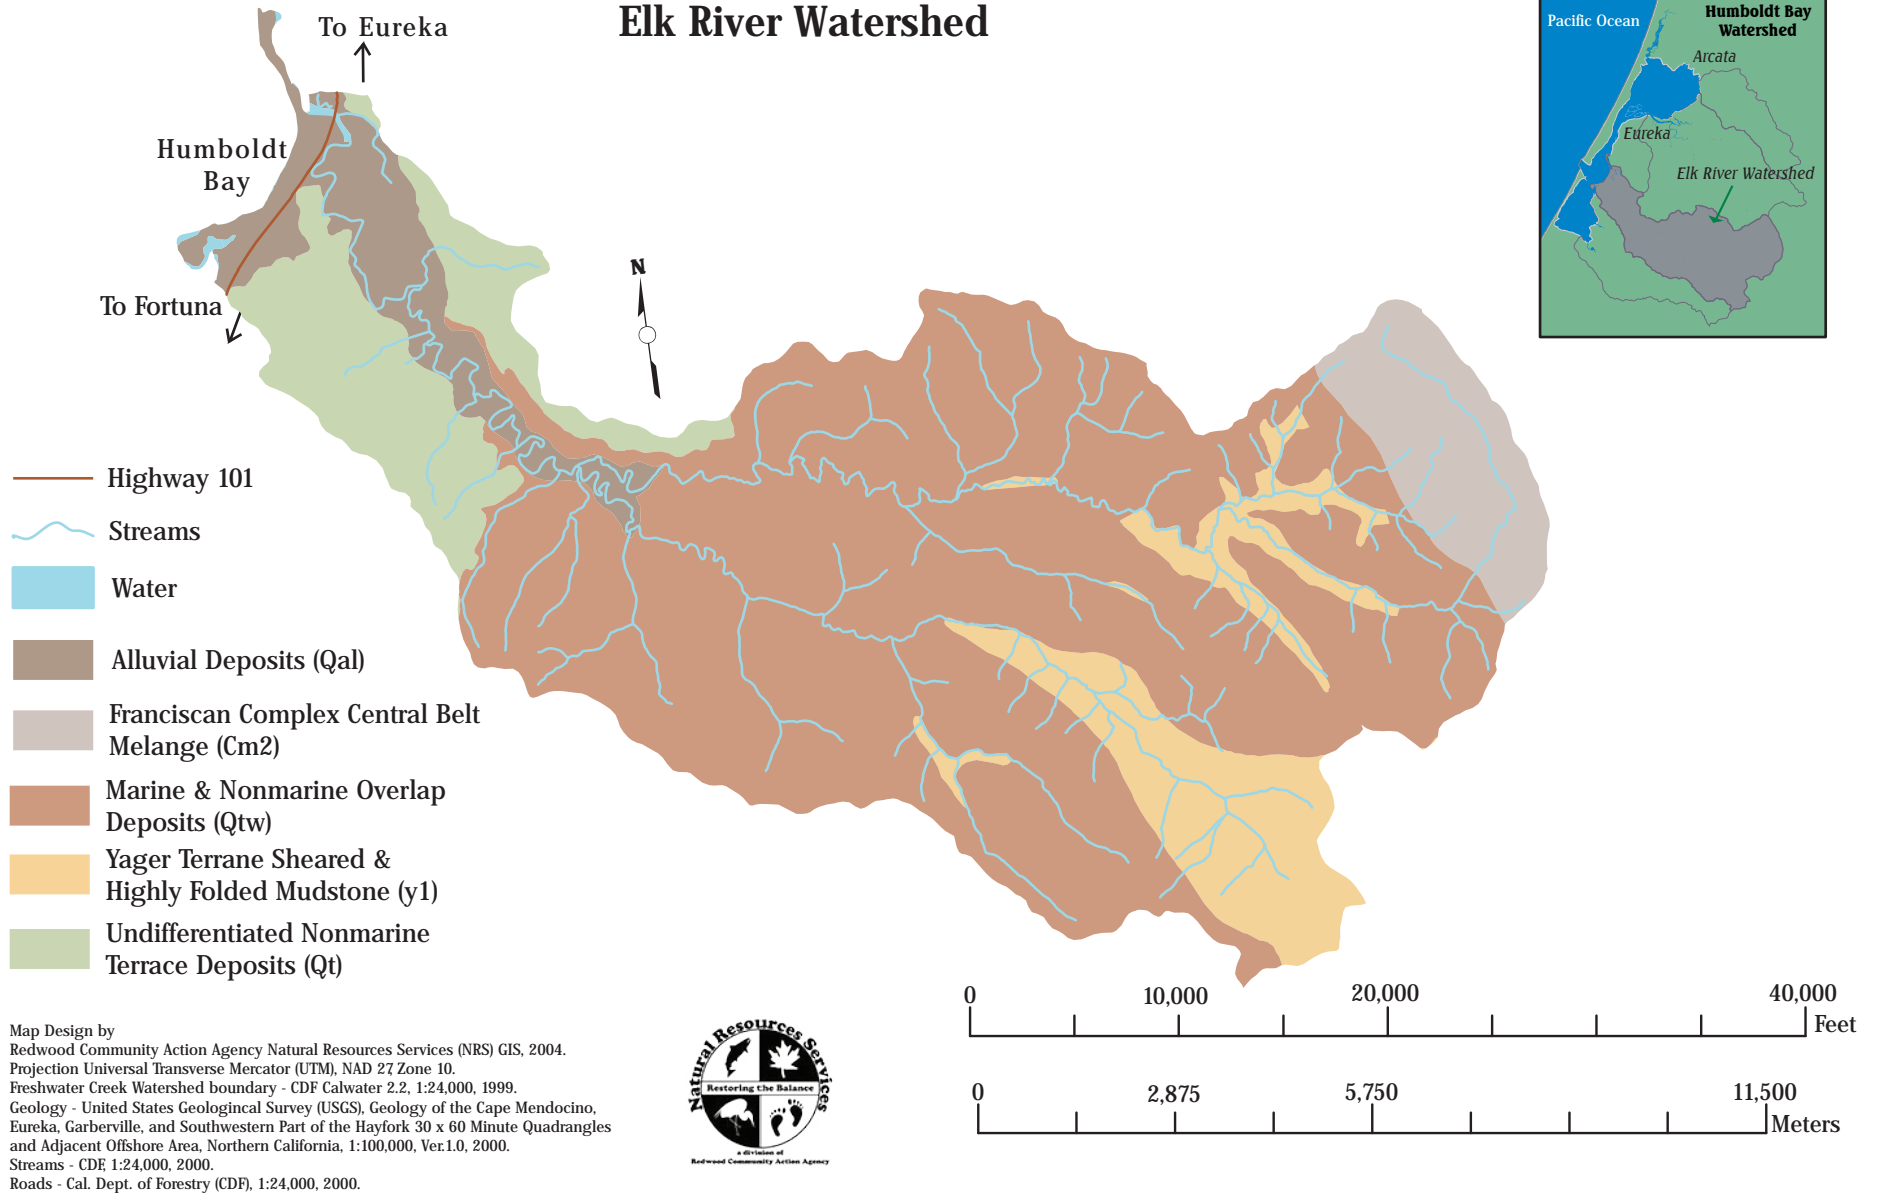 Elk River Watershed
To Eureka
Humboldt
Bay
To Fortuna
N
Pacific Ocean
Humboldt Bay
Watershed
Arcata
Eureka
Elk River Watershed
Highway 101
Streams
Water
Alluvial Deposits (Qal)
Franciscan Complex Central Belt
Melange (Cm2)
Marine & Nonmarine Overlap
Deposits (Qtw)
Yager Terrane Sheared &
Highly Folded Mudstone (y1)
Undifferentiated Nonmarine
Terrace Deposits (Qt)
0 10,000 20,000 40,000
Feet
0 2,875 5,750 11,500
Meters
Map Design by
Redwood Community Action Agency Natural Resources Services (NRS) GIS, 2004.
Projection Universal Transverse Mercator (UTM), NAD 27, Zone 10.
Freshwater Creek Watershed boundary - CDF Calwater 2.2, 1:24,000, 1999.
Geology - United States Geologincal Survey (USGS), Geology of the Cape Mendocino,
Eureka, Garberville, and Southwestern Part of the Hayfork 30 x 60 Minute Quadrangles
and Adjacent Offshore Area, Northern California, 1:100,000, Ver.1.0, 2000.
Streams - CDF, 1:24,000, 2000.
Roads - Cal. Dept. of Forestry (CDF), 1:24,000, 2000.
Natural Resources Services
Restoring the Balance
a division of
Redwood Community Action Agency